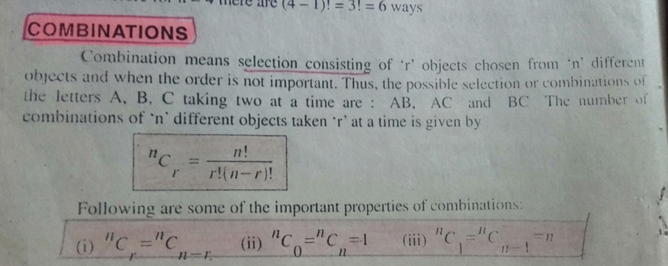 there are (4 – 1)! = 3! = 6 ways
COMBINATIONS
Combination means selection consisting of 'r' objects chosen from 'n' different
objects and when the order is not important. Thus, the possible selection or combinations of
the letters A, B, C taking two at a time are : AB, AC and BC The number of
combinations of 'n' different objects taken 'r' at a time is given by
ⁿCᵣ = n! / r!(n–r)!
Following are some of the important properties of combinations:
(i) ⁿCᵣ = ⁿCₙ₋ᵣ (ii) ⁿC₀ = ⁿCₙ = 1 (iii) ⁿC₁ = ⁿCₙ₋₁ = n